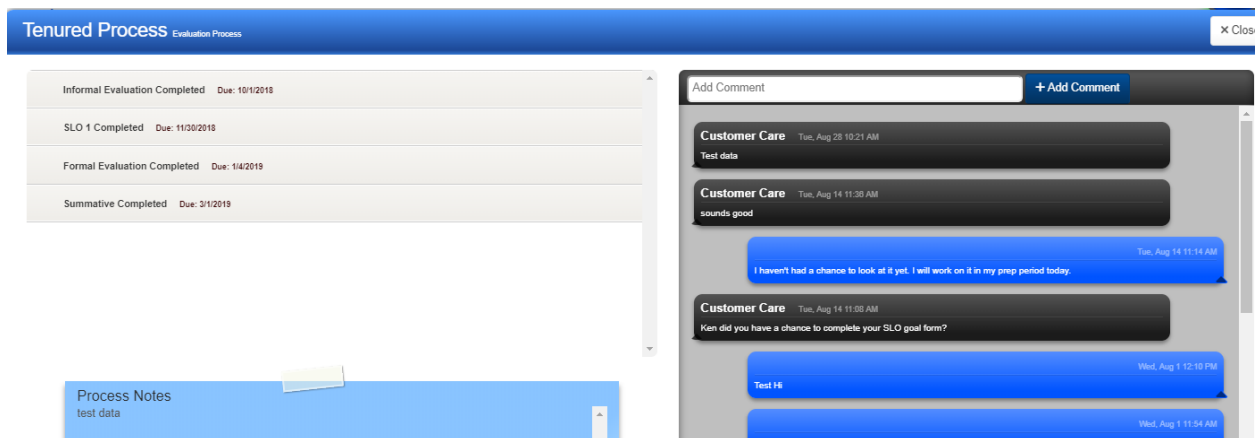 Tenured Process Evaluation Process
× Close
Informal Evaluation Completed Due: 10/1/2018
SLO 1 Completed Due: 11/30/2018
Formal Evaluation Completed Due: 1/4/2019
Summative Completed Due: 3/1/2019
Process Notes
test data
Add Comment
+ Add Comment
Customer Care Tue, Aug 28 10:21 AM
Test data
Customer Care Tue, Aug 14 11:38 AM
sounds good
Tue, Aug 14 11:14 AM
I haven't had a chance to look at it yet. I will work on it in my prep period today.
Customer Care Tue, Aug 14 11:08 AM
Ken did you have a chance to complete your SLO goal form?
Wed, Aug 1 12:10 PM
Test Hi
Wed, Aug 1 11:54 AM